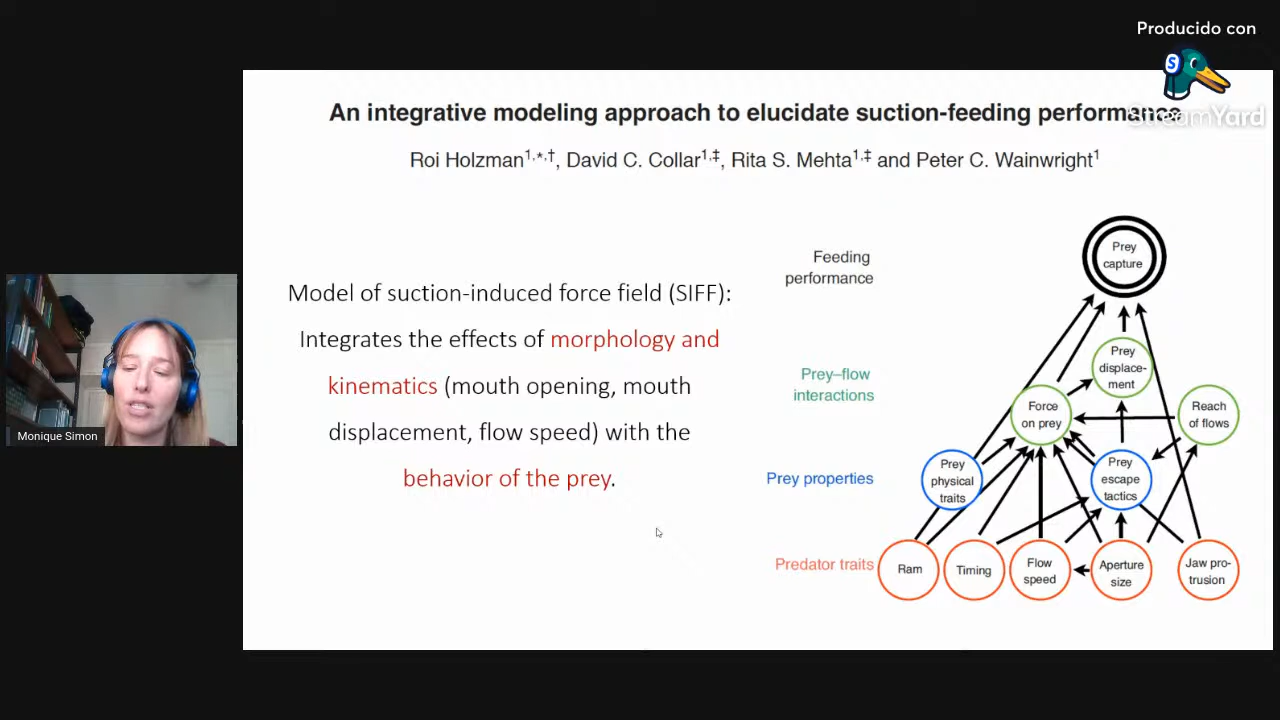 Producido con
StreamYard
An integrative modeling approach to elucidate suction-feeding performance
Roi Holzman1,*,†, David C. Collar1,‡, Rita S. Mehta1,‡ and Peter C. Wainwright1
Model of suction-induced force field (SIFF):
Integrates the effects of morphology and
kinematics (mouth opening, mouth
displacement, flow speed) with the
behavior of the prey.
Feeding
performance
Prey
capture
Prey–flow
interactions
Prey
displace-
ment
Force
on prey
Reach
of flows
Prey properties
Prey
physical
traits
Prey
escape
tactics
Predator traits
Ram
Timing
Flow
speed
Aperture
size
Jaw pro-
trusion
Monique Simon